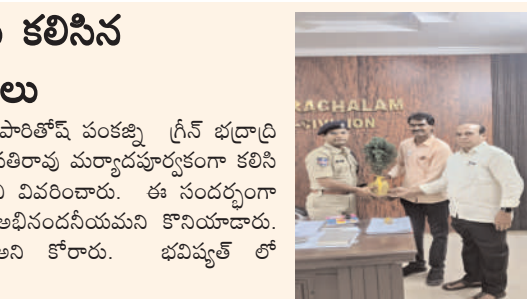 కలిసిన
లు
పారితోష్ పంకజ్ని గ్రీన్ భద్రాద్రి
పతిరావు మర్యాదపూర్వకంగా కలిసి
వివరించారు. ఈ సందర్భంగా
అభినందనీయమని కొనియాడారు.
అని కోరారు. భవిష్యత్ లో
RACHALAM
DIVISION